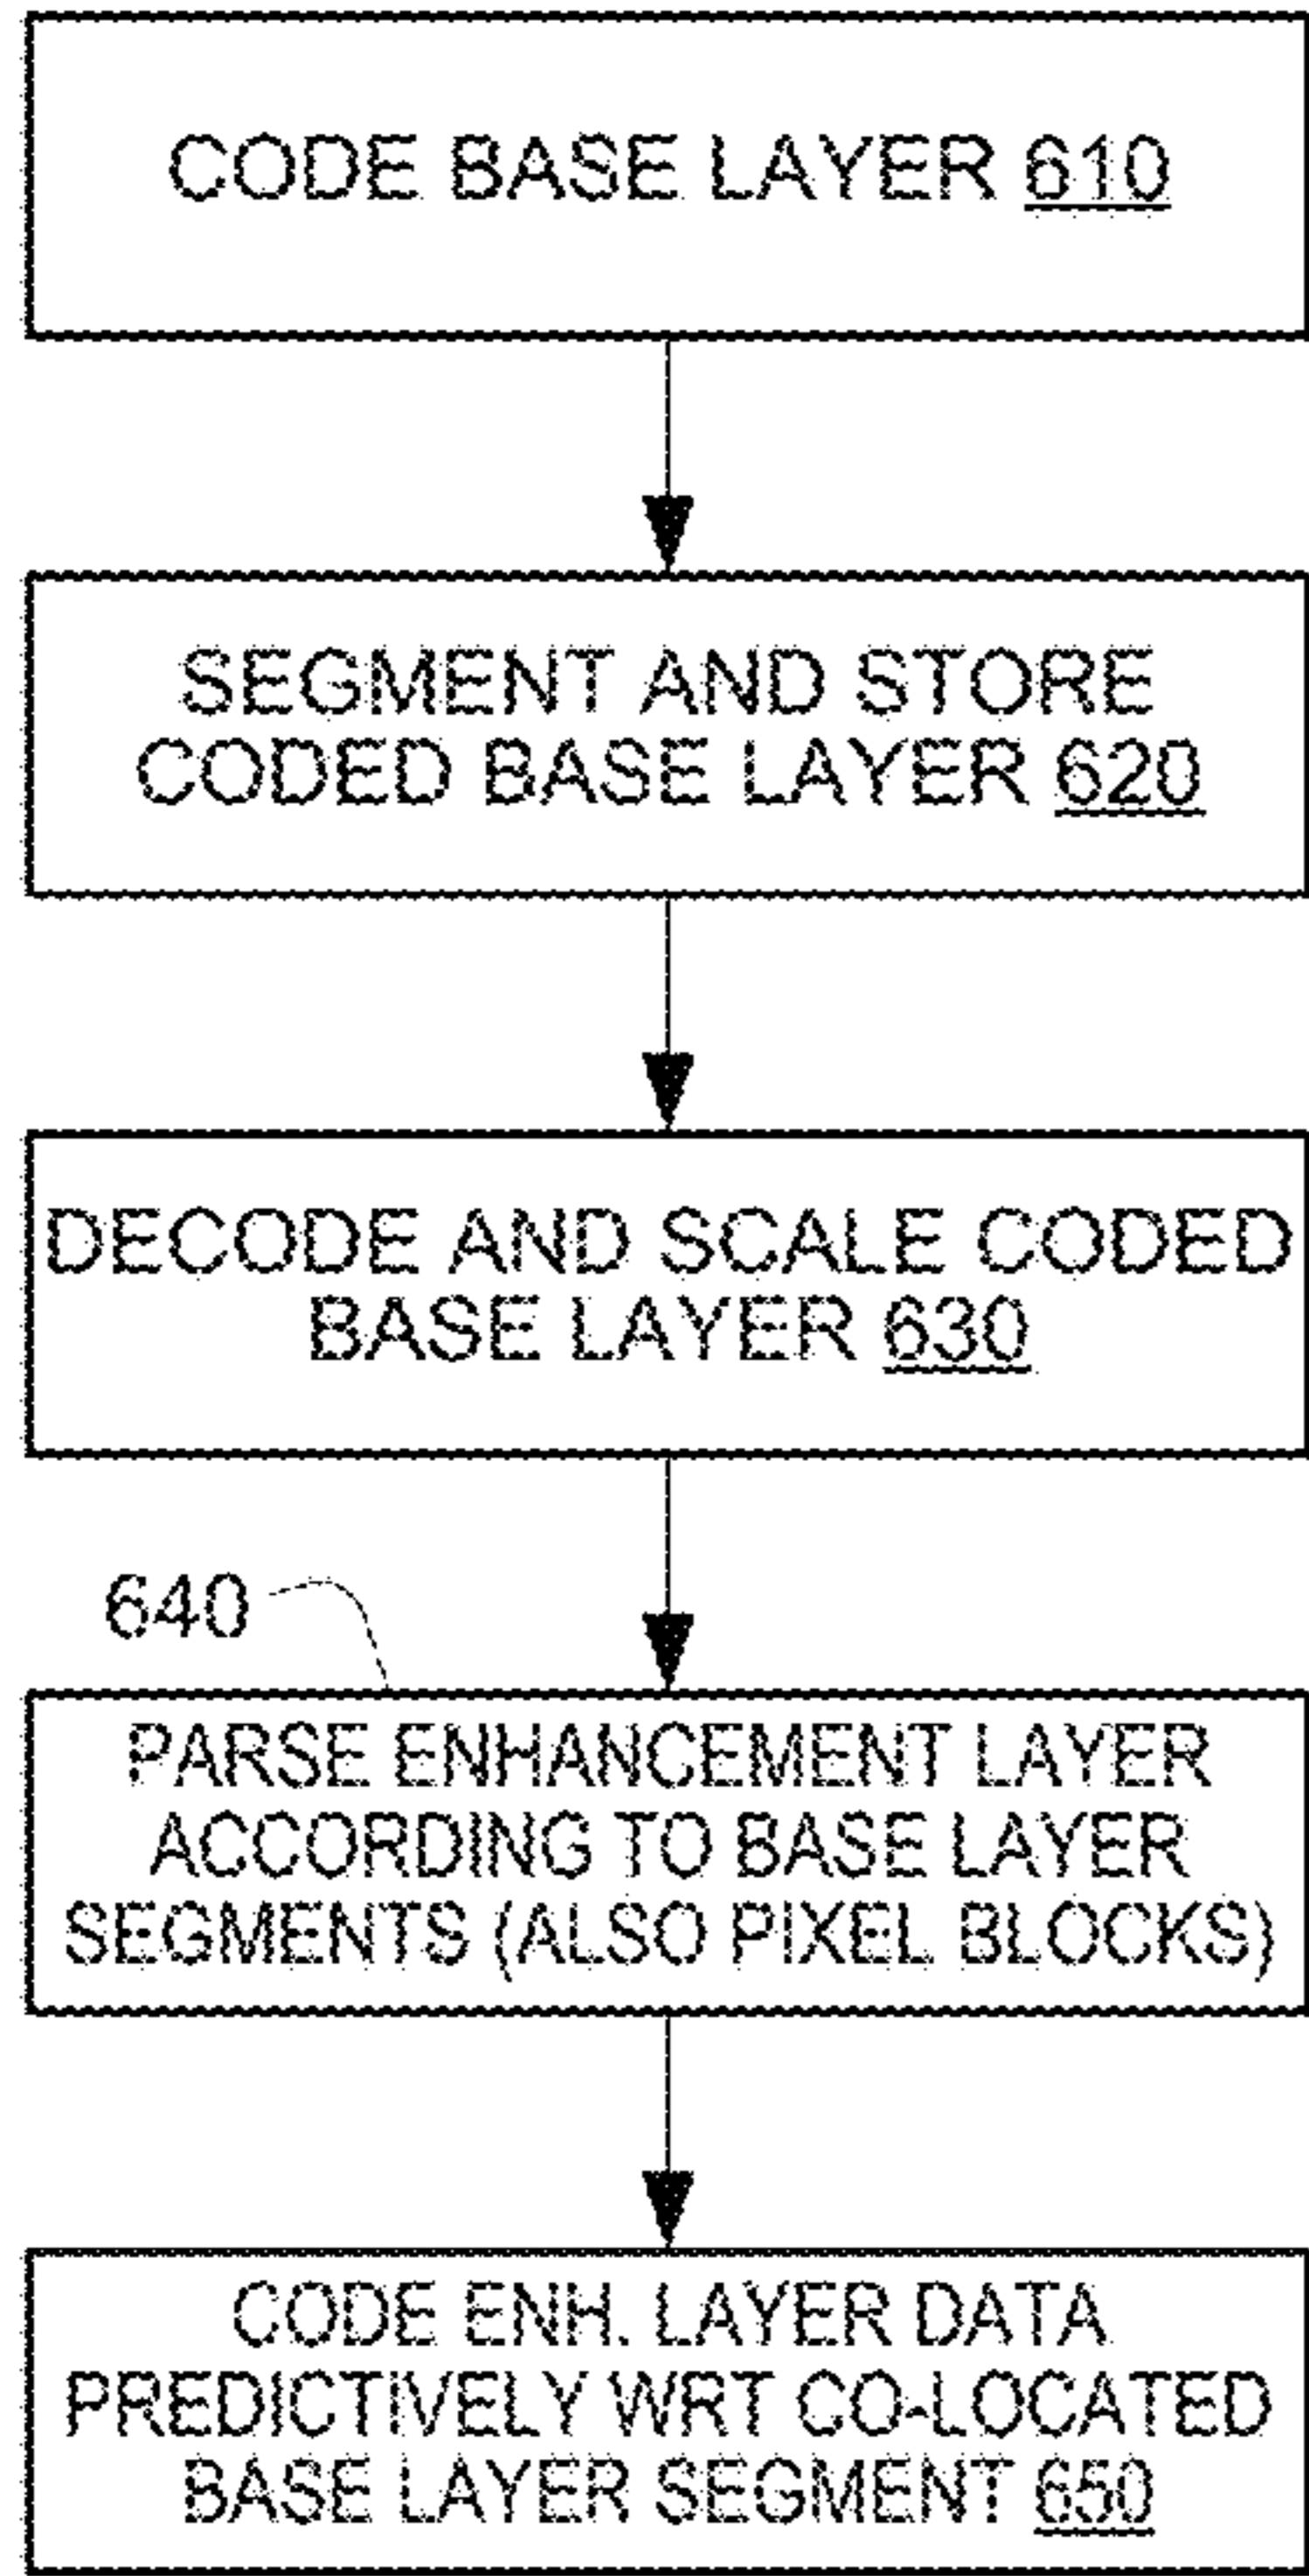 CODE BASE LAYER 610
SEGMENT AND STORE
CODED BASE LAYER 620
DECODE AND SCALE CODED
BASE LAYER 630
640
PARSE ENHANCEMENT LAYER
ACCORDING TO BASE LAYER
SEGMENTS (ALSO PIXEL BLOCKS)
CODE ENH. LAYER DATA
PREDICTIVELY WRT CO-LOCATED
BASE LAYER SEGMENT 650